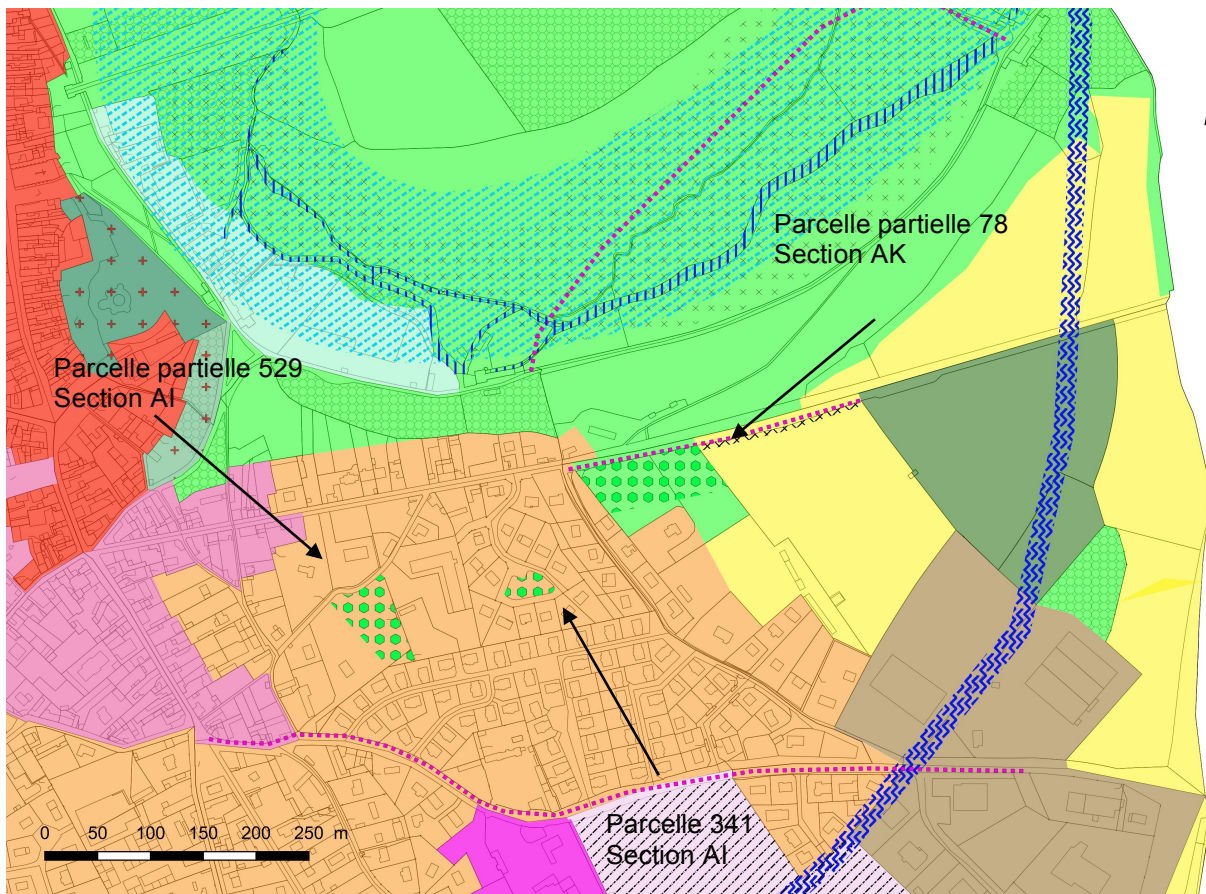 Parcelle partielle 78
Section AK
Parcelle partielle 529
Section AI
Parcelle 341
Section AI
0 50 100 150 200 250 m